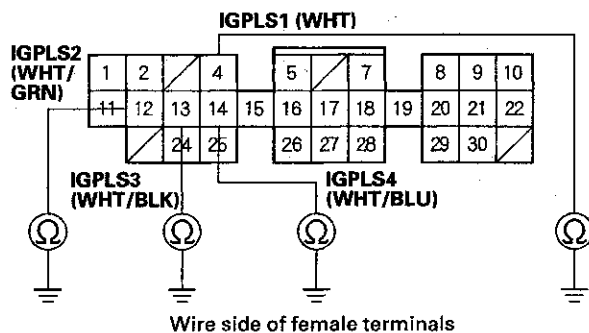 IGPLS1 (WHT)
IGPLS2
(WHT/
GRN)
1 2 4 5 7 8 9 10
11 12 13 14 15 16 17 18 19 20 21 22
24 25 26 27 28 29 30
IGPLS3
(WHT/BLK)
IGPLS4
(WHT/BLU)
Ω Ω Ω Ω
Wire side of female terminals